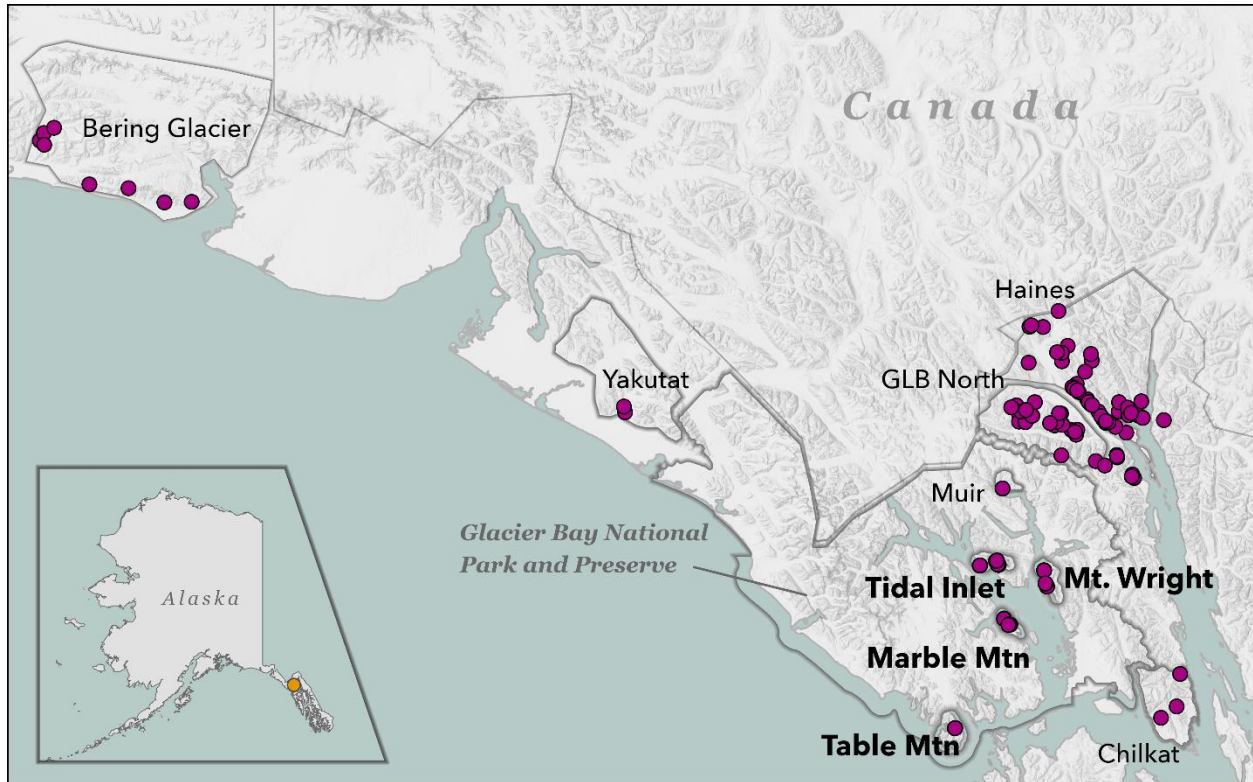 Canada
Bering Glacier
Haines
GLB North
Yakutat
Muir
Glacier Bay National
Park and Preserve
Tidal Inlet
Mt. Wright
Alaska
Marble Mtn
Table Mtn
Chilkat